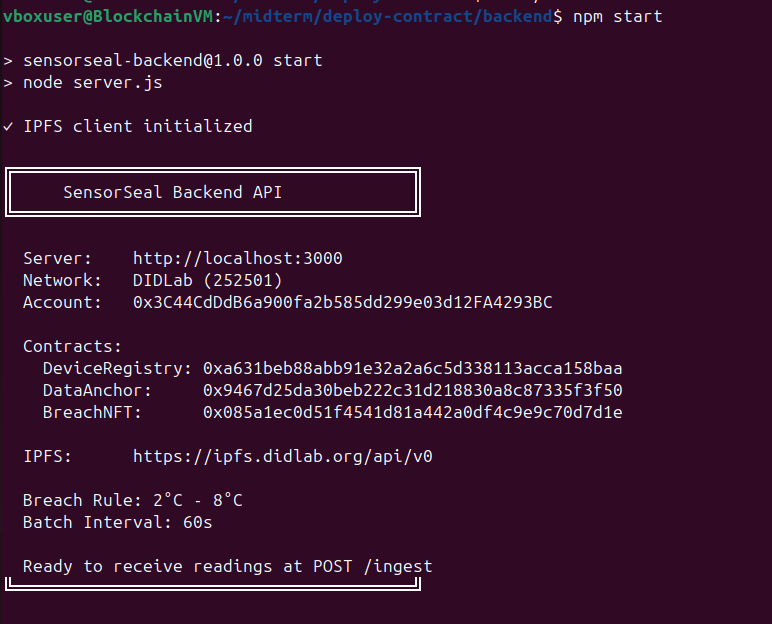 vboxuser@BlockchainVM:~/midterm/deploy-contract/backend$ npm start
> sensorseal-backend@1.0.0 start
> node server.js
✓ IPFS client initialized
SensorSeal Backend API
Server: http://localhost:3000
Network: DIDLab (252501)
Account: 0x3C44CdDdB6a900fa2b585dd299e03d12FA4293BC
Contracts:
DeviceRegistry: 0xa631beb88abb91e32a2a6c5d338113acca158baa
DataAnchor: 0x9467d25da30beb222c31d218830a8c87335f3f50
BreachNFT: 0x085a1ec0d51f4541d81a442a0df4c9e9c70d7d1e
IPFS: https://ipfs.didlab.org/api/v0
Breach Rule: 2°C - 8°C
Batch Interval: 60s
Ready to receive readings at POST /ingest